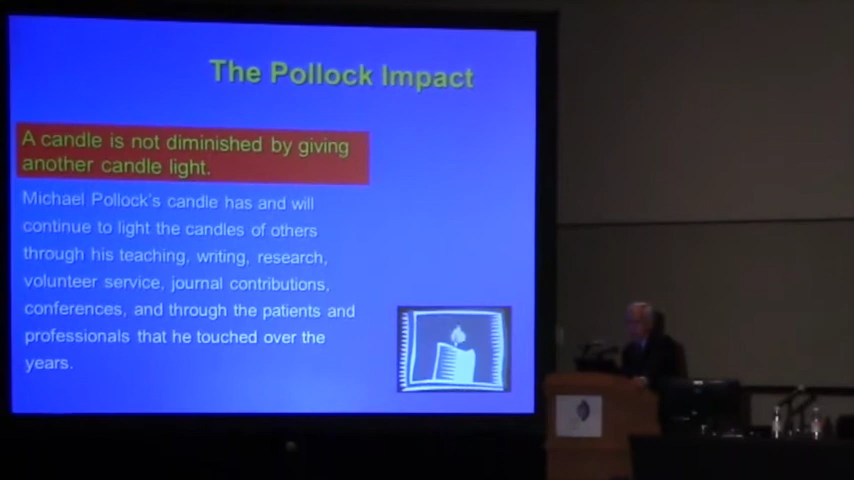 The Pollock Impact
A candle is not diminished by giving
another candle light.
Michael Pollock's candle has and will
continue to light the candles of others
through his teaching, writing, research,
volunteer service, journal contributions,
conferences, and through the patients and
professionals that he touched over the
years.